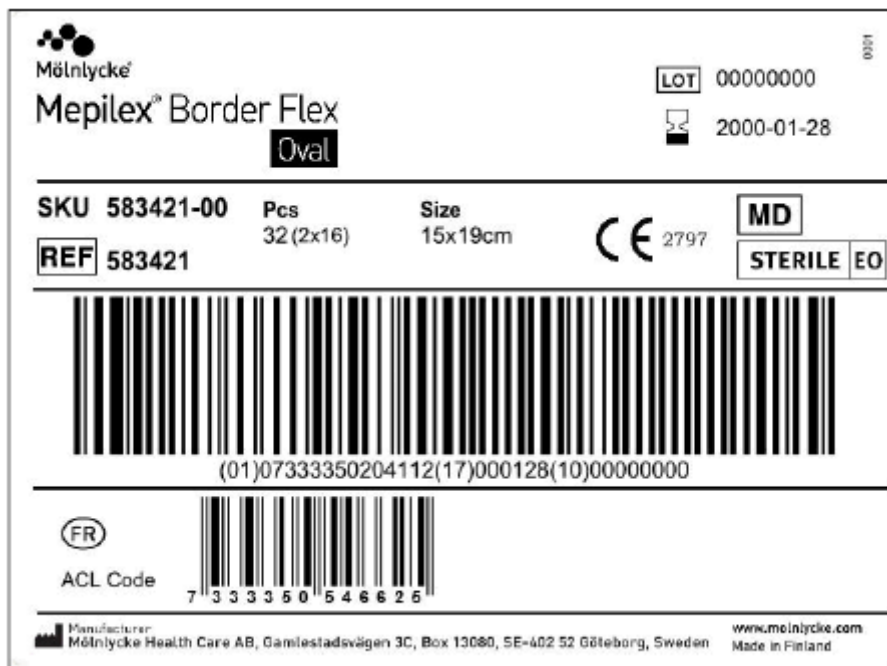 0001
Mölnlycke®
Mepilex® Border Flex
Oval
LOT 00000000
2000-01-28
SKU 583421-00
REF 583421
Pcs
32 (2x16)
Size
15x19cm
CE 2797
MD
STERILE EO
(01)07333350204112(17)000128(10)00000000
FR
ACL Code
7 333350 546625
Manufacturer
Mölnlycke Health Care AB, Gamlestadsvägen 3C, Box 13080, SE-402 52 Göteborg, Sweden
www.molnlycke.com
Made in Finland